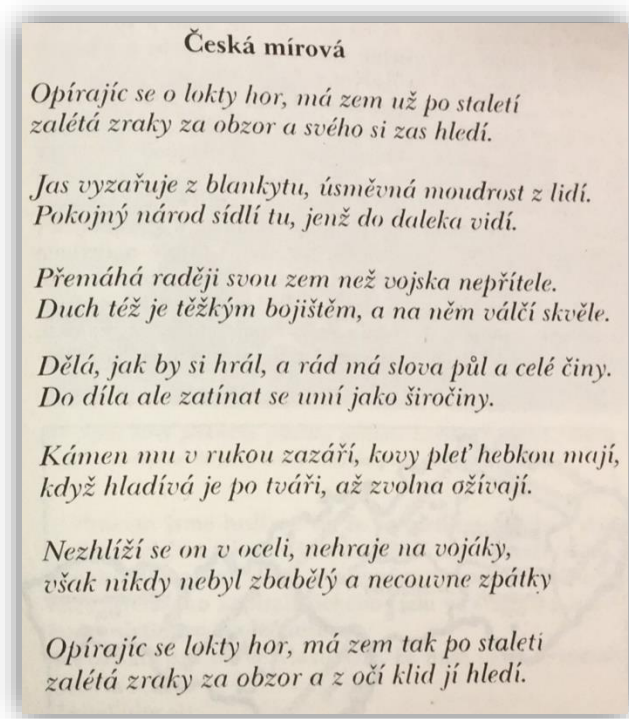 Česká mírová
Opírajíc se o lokty hor, má zem už po staletí
zalétá zraky za obzor a svého si zas hledí.
Jas vyzařuje z blankytu, úsměvná moudrost z lidí.
Pokojný národ sídlí tu, jenž do daleka vidí.
Přemáhá raději svou zem než vojska nepřítele.
Duch též je těžkým bojištěm, a na něm válčí skvěle.
Dělá, jak by si hrál, a rád má slova půl a celé činy.
Do díla ale zatínat se umí jako širočiny.
Kámen mu v rukou zazáří, kovy pleť hebkou mají,
když hladívá je po tváři, až zvolna ožívají.
Nezhlíží se on v oceli, nehraje na vojáky,
však nikdy nebyl zbabělý a necouvne zpátky
Opírajíc se lokty hor, má zem tak po staletí
zalétá zraky za obzor a z očí klid jí hledí.